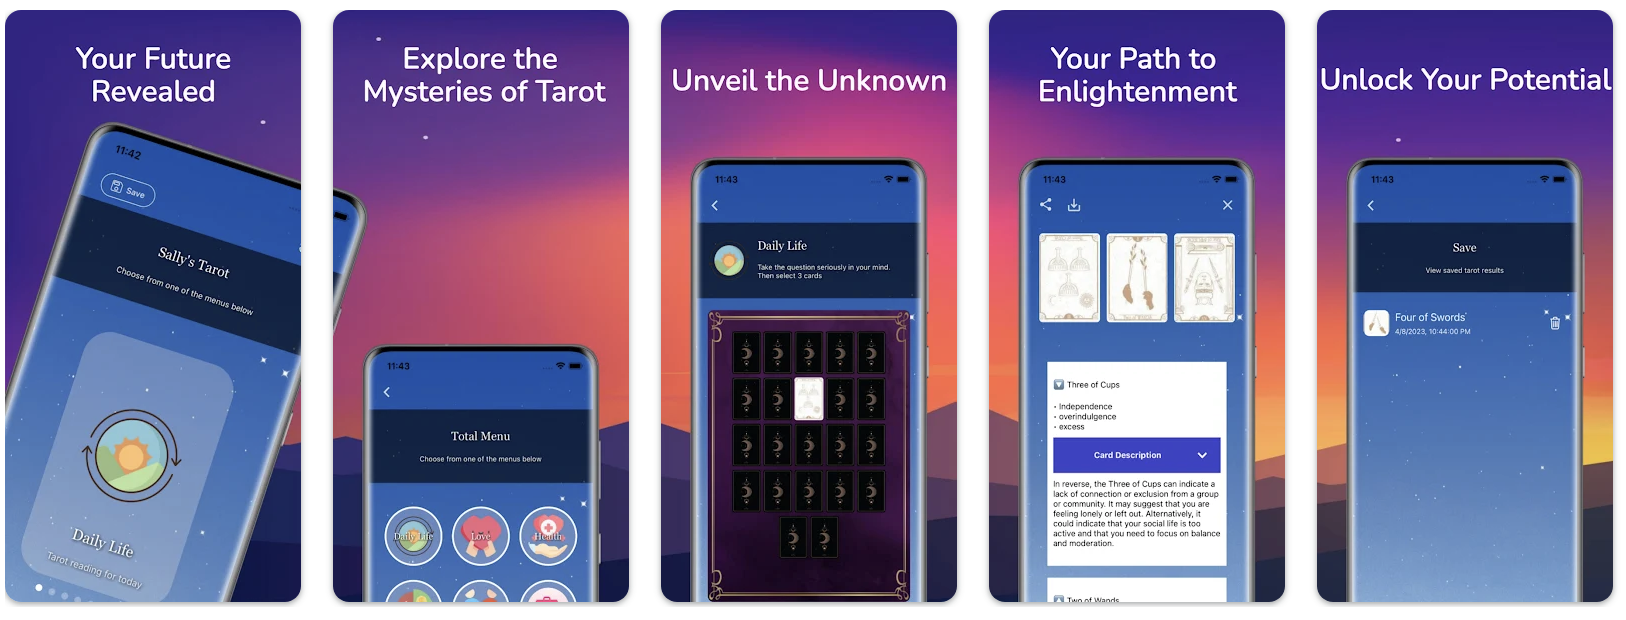 Your Future
Revealed
11:42
Save
Sally's Tarot
Choose from one of the menus below
Daily Life
Tarot reading for today
Explore the
Mysteries of Tarot
11:43
Total Menu
Choose from one of the menus below
Daily Life
Love
Health
Unveil the Unknown
11:43
Daily Life
Take the question seriously in your mind.
Then select 3 cards
Your Path to
Enlightenment
11:43
Three of Cups
• Independence
• overindulgence
• excess
Card Description
In reverse, the Three of Cups can indicate a
lack of connection or exclusion from a group
or community. It may suggest that you are
feeling lonely or left out. Alternatively, it
could indicate that your social life is too
active and that you need to focus on balance
and moderation.
Two of Wands
Unlock Your Potential
11:43
Save
View saved tarot results
Four of Swords
4/8/2023, 10:44:00 PM